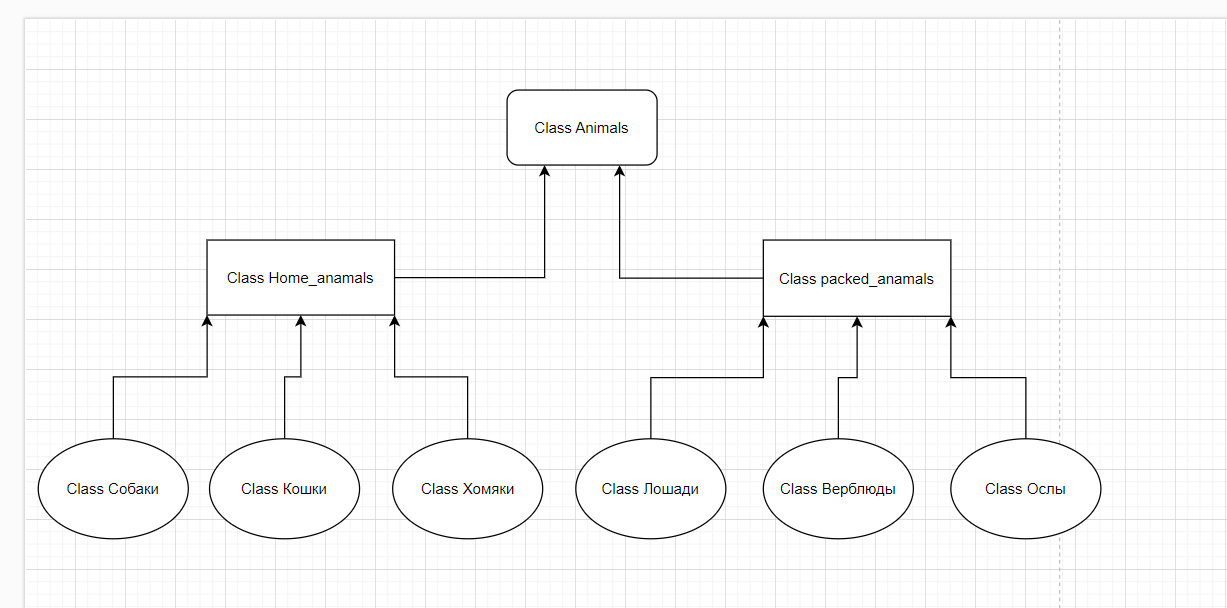 Class Animals
Class Home_anamals
Class packed_anamals
Class Собаки
Class Кошки
Class Хомяки
Class Лошади
Class Верблюды
Class Ослы